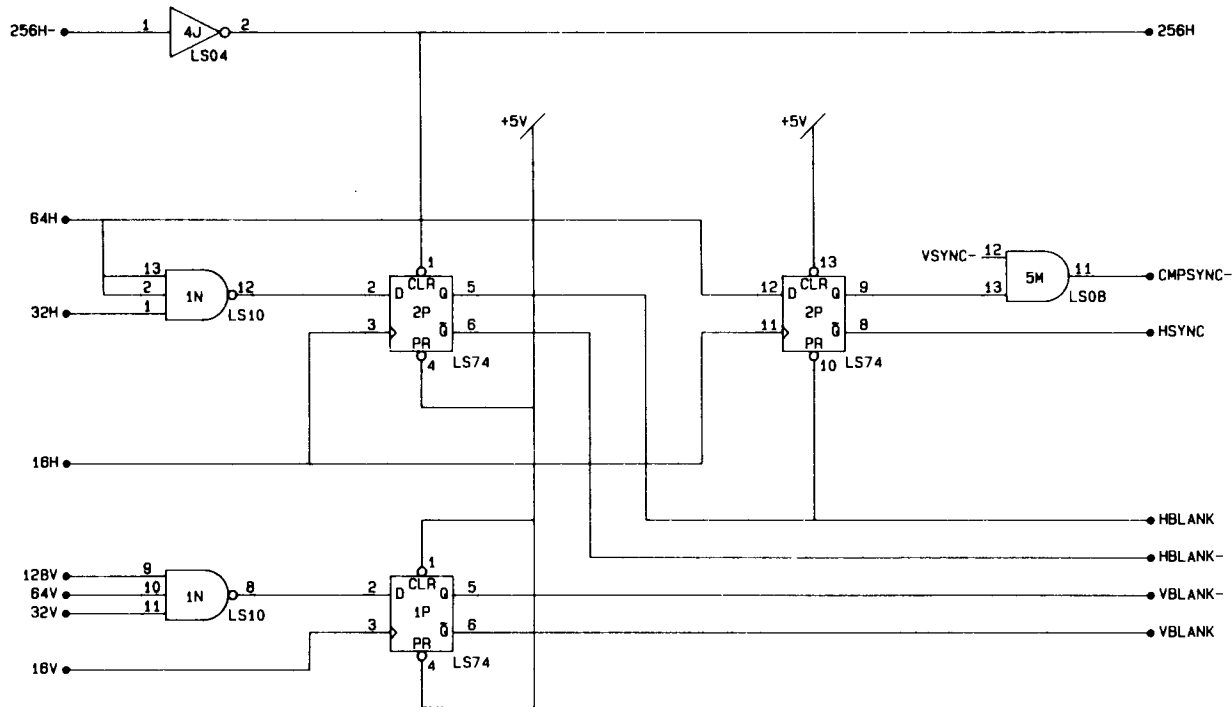 256H-
1
4J
2
LS04
256H
+5V
+5V
64H
13
2
1
1N
12
LS10
32H
1
CLR
2
D
Q
5
2P
3
Q̅
6
PR
4
LS74
13
CLR
12
D
Q
9
2P
11
Q̅
8
PR
10
LS74
VSYNC-
12
13
5M
11
LS08
CMPSYNC-
HSYNC
16H
HBLANK
HBLANK-
128V
9
64V
10
32V
11
1N
8
LS10
1
CLR
2
D
Q
5
1P
3
Q̅
6
PR
4
LS74
VBLANK-
VBLANK
16V